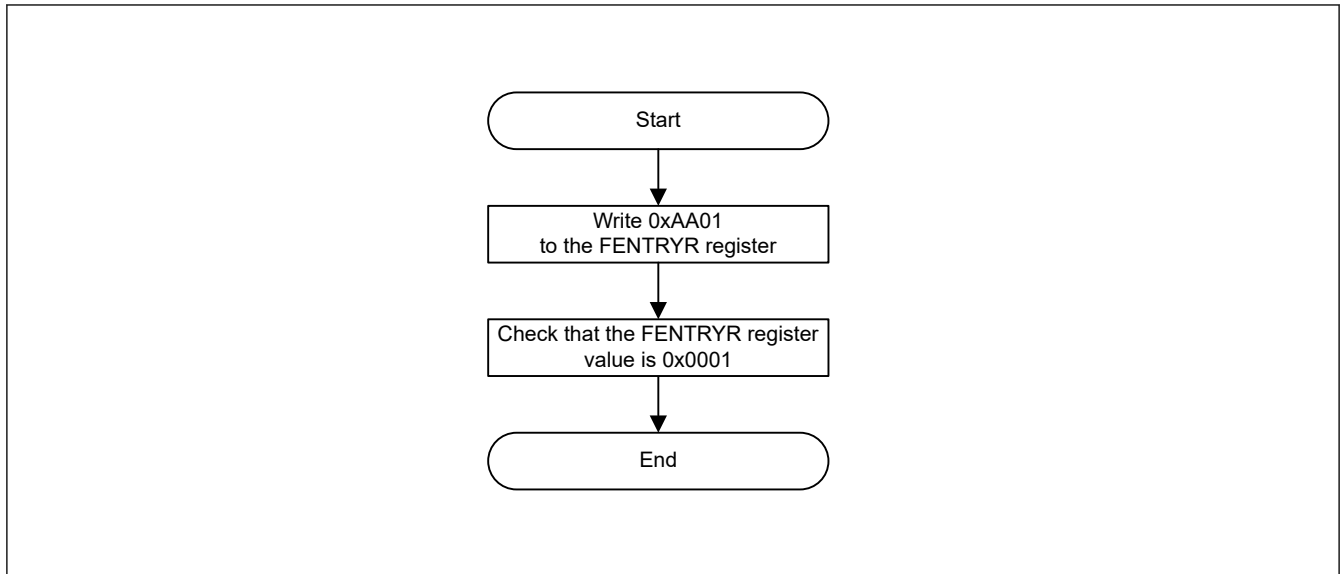 Start
Write 0xAA01
to the FENTRYR register
Check that the FENTRYR register
value is 0x0001
End